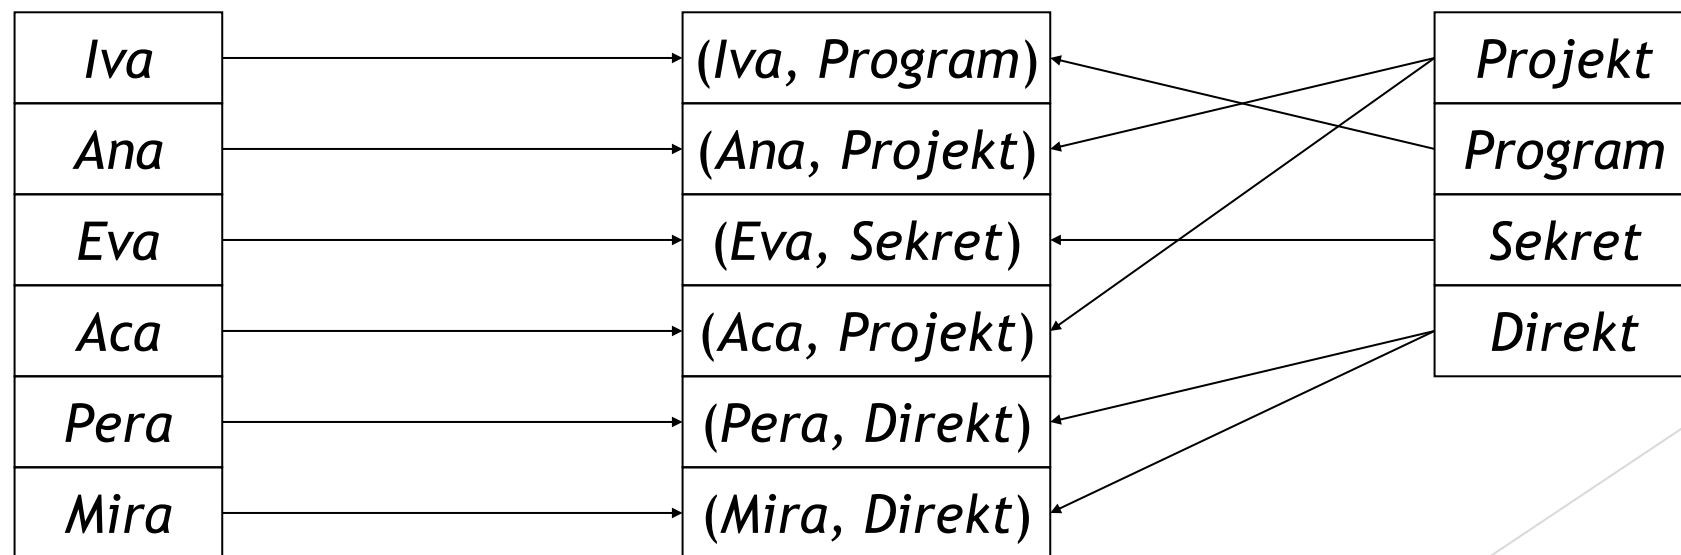 Iva
(Iva, Program)
Projekt
Ana
(Ana, Projekt)
Program
Eva
(Eva, Sekret)
Sekret
Aca
(Aca, Projekt)
Direkt
Pera
(Pera, Direkt)
Mira
(Mira, Direkt)